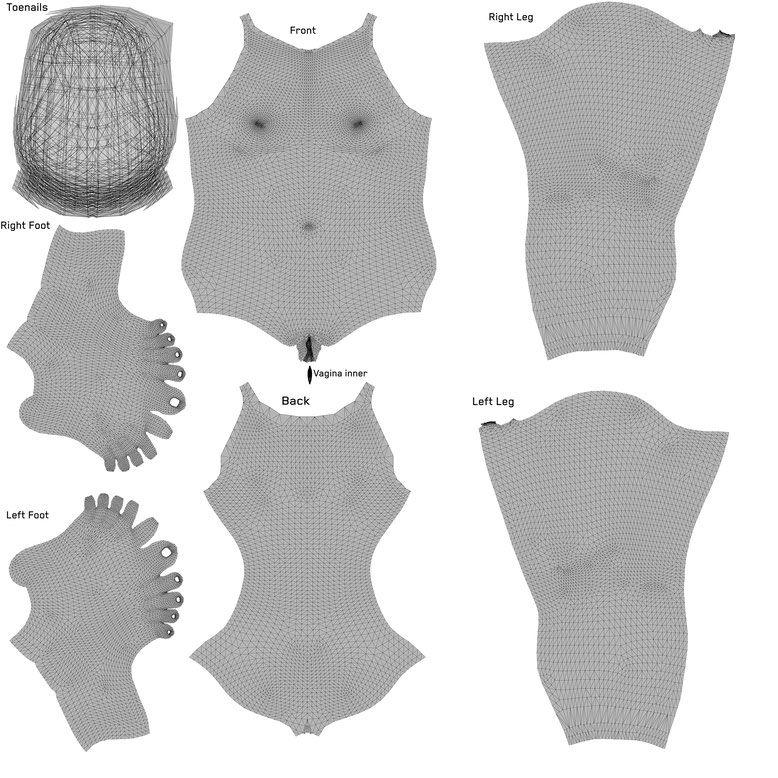 Toenails
Front
Right Leg
Right Foot
Vagina inner
Back
Left Leg
Left Foot